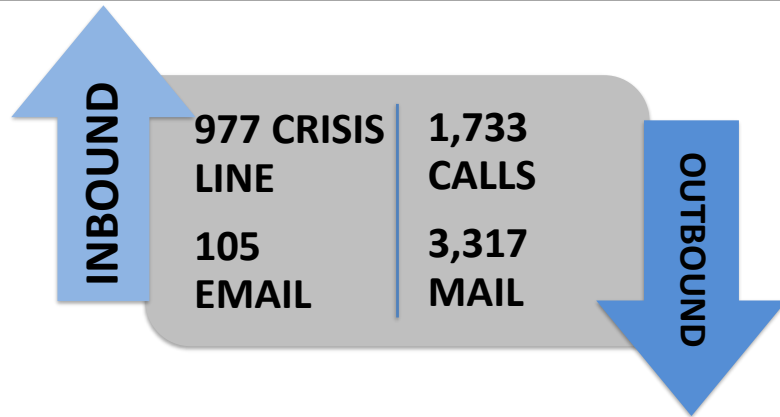 INBOUND
977 CRISIS
LINE
105
EMAIL
1,733
CALLS
3,317
MAIL
OUTBOUND